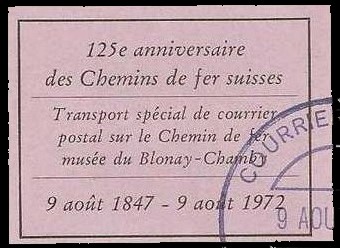 125e anniversaire
des Chemins de fer suisses
Transport spécial de courrier
postal sur le Chemin de fer
musée du Blonay-Chamby
9 août 1847 - 9 août 1972
COURRIE
9 AOU